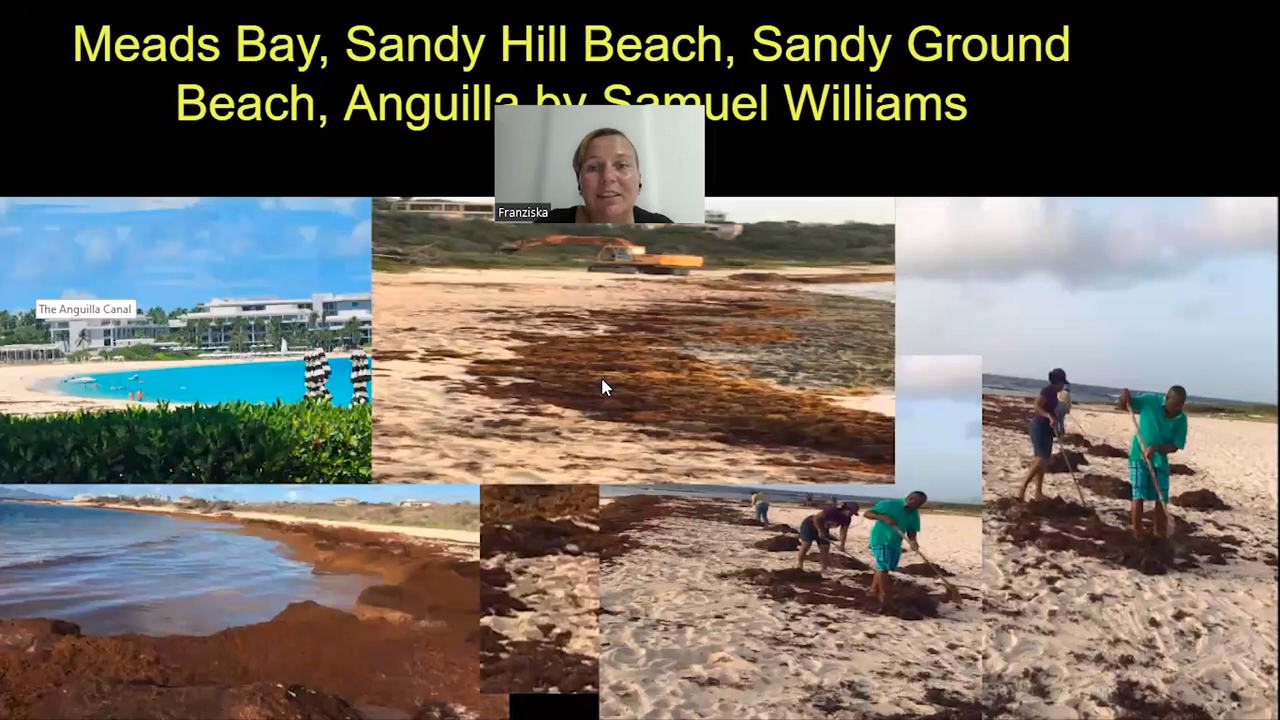 Meads Bay, Sandy Hill Beach, Sandy Ground
Beach, Anguilla by Samuel Williams
Franziska
The Anguilla Canal